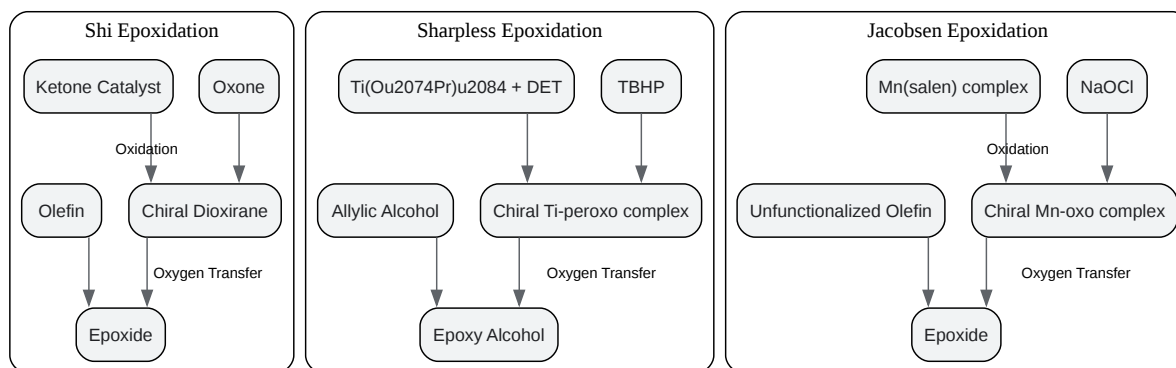 Shi Epoxidation
Ketone Catalyst
Oxone
Oxidation
Olefin
Chiral Dioxirane
Oxygen Transfer
Epoxide
Sharpless Epoxidation
Ti(Ou2074Pr)u2084 + DET
TBHP
Allylic Alcohol
Chiral Ti-peroxo complex
Oxygen Transfer
Epoxy Alcohol
Jacobsen Epoxidation
Mn(salen) complex
NaOCl
Oxidation
Unfunctionalized Olefin
Chiral Mn-oxo complex
Oxygen Transfer
Epoxide